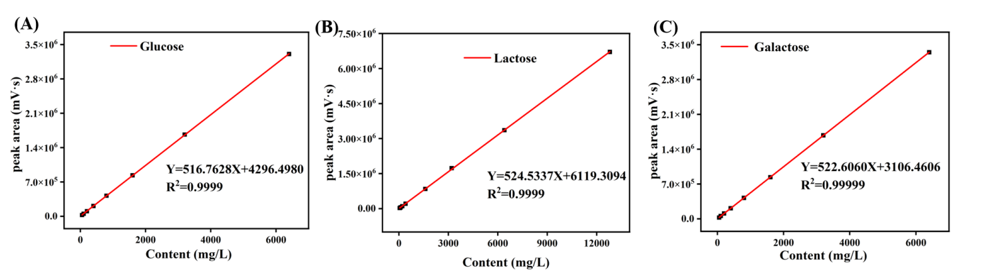 (A)
3.5×10⁶
2.8×10⁶
2.1×10⁶
1.4×10⁶
7.0×10⁵
0.0
peak area (mV·s)
Glucose
Y=516.7628X+4296.4980
R²=0.9999
0 2000 4000 6000
Content (mg/L)
(B)
7.50×10⁶
6.00×10⁶
4.50×10⁶
3.00×10⁶
1.50×10⁶
0.00
peak area (mV·s)
Lactose
Y=524.5337X+6119.3094
R²=0.9999
0 3000 6000 9000 12000
Content (mg/L)
(C)
3.5×10⁶
2.8×10⁶
2.1×10⁶
1.4×10⁶
7.0×10⁵
0.0
peak area (mV·s)
Galactose
Y=522.6060X+3106.4606
R²=0.99999
0 2000 4000 6000
Content (mg/L)